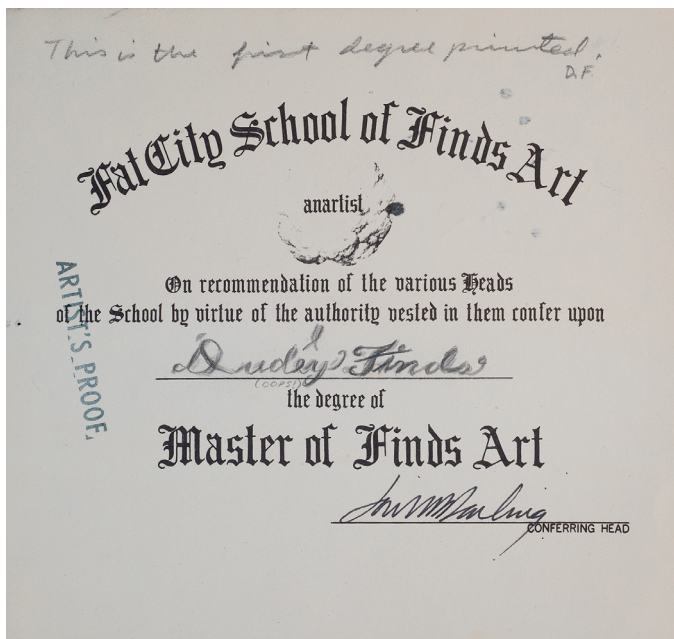 This is the first degree printed.
D.F.
Fat City School of Finds Art
anartist
On recommendation of the various Heads
of the School by virtue of the authority vested in them confer upon
Dudley Finds
(OOPS!)
the degree of
Master of Finds Art
Darling
CONFERRING HEAD
ARTIST'S PROOF